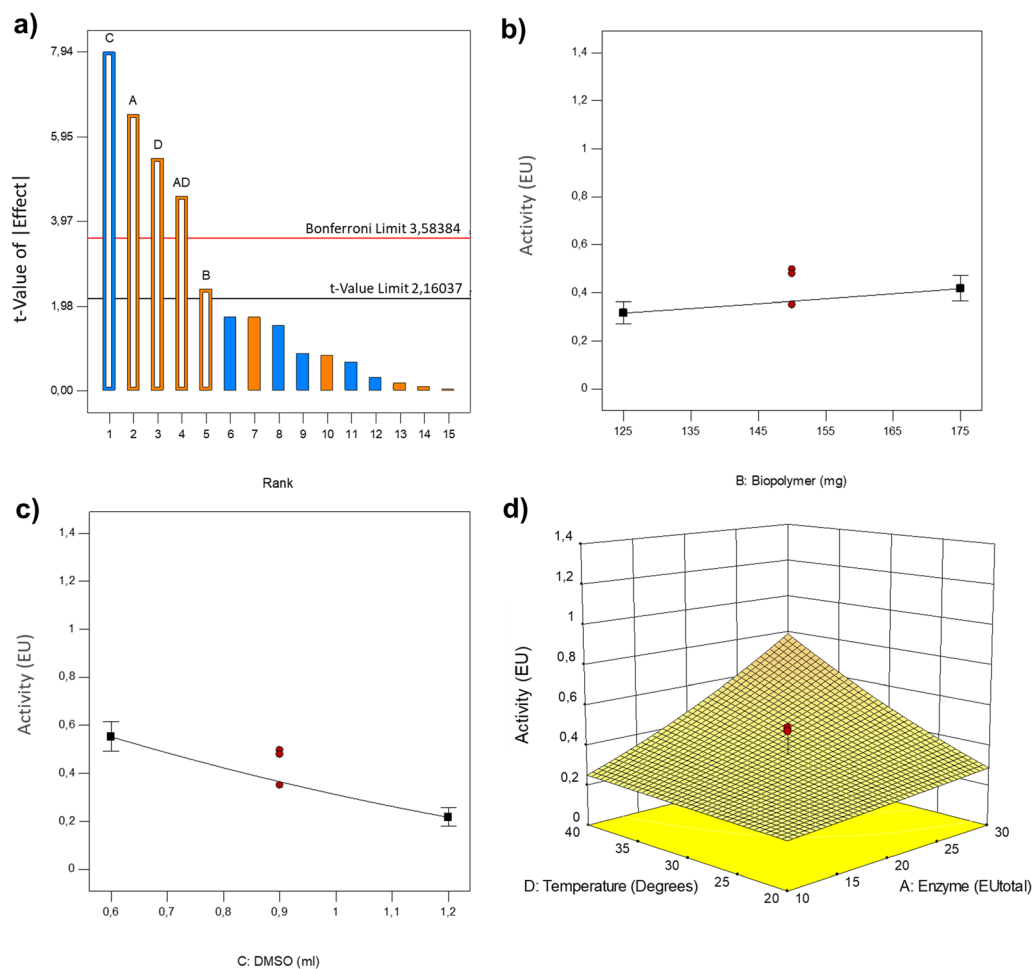 a)
t-Value of |Effect|
7,94
5,95
3,97
1,98
0,00
C
A
D
AD
B
Bonferroni Limit 3,58384
t-Value Limit 2,16037
1 2 3 4 5 6 7 8 9 10 11 12 13 14 15
Rank
b)
Activity (EU)
1,4
1,2
1
0,8
0,6
0,4
0,2
0
125 135 145 155 165 175
B: Biopolymer (mg)
c)
Activity (EU)
1,4
1,2
1
0,8
0,6
0,4
0,2
0
0,6 0,7 0,8 0,9 1 1,1 1,2
C: DMSO (ml)
d)
Activity (EU)
1,4
1,2
1
0,8
0,6
0,4
0,2
0
40 35 30 25 20
10 15 20 25 30
D: Temperature (Degrees)
A: Enzyme (EUtotal)